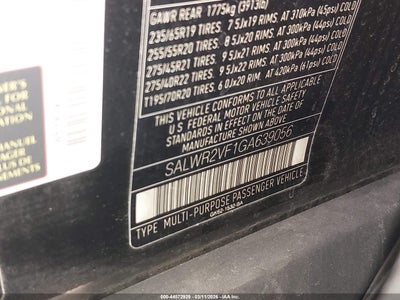 GAWR REAR 1775kg (3913lb)
235/65R19 TIRES. 7 5Jx19 RIMS. AT 310kPa (45psi) COLD
255/55R20 TIRES. 8 5Jx20 RIMS. AT 300kPa (44psi) COLD
275/45R21 TIRES. 9 5Jx21 RIMS. AT 300kPa (44psi) COLD
275/40R22 TIRES. 9 5Jx22 RIMS. AT 300kPa (44psi) COLD
T195/70R20 TIRES. 6 0Jx20 RIM. AT 420kPa (61psi) COLD
THIS VEHICLE CONFORMS TO ALL APPLICABLE
FEDERAL MOTOR VEHICLE SAFETY
STANDARDS IN EFFECT ON THE DATE OF
MANUFACTURE SHOWN ABOVE.
SALWR2VF1GA639056
TYPE MULTI-PURPOSE PASSENGER VEHICLE
MANUEL
AGEMENT
000-44672926 - 03/11/2026 - IAA Inc.